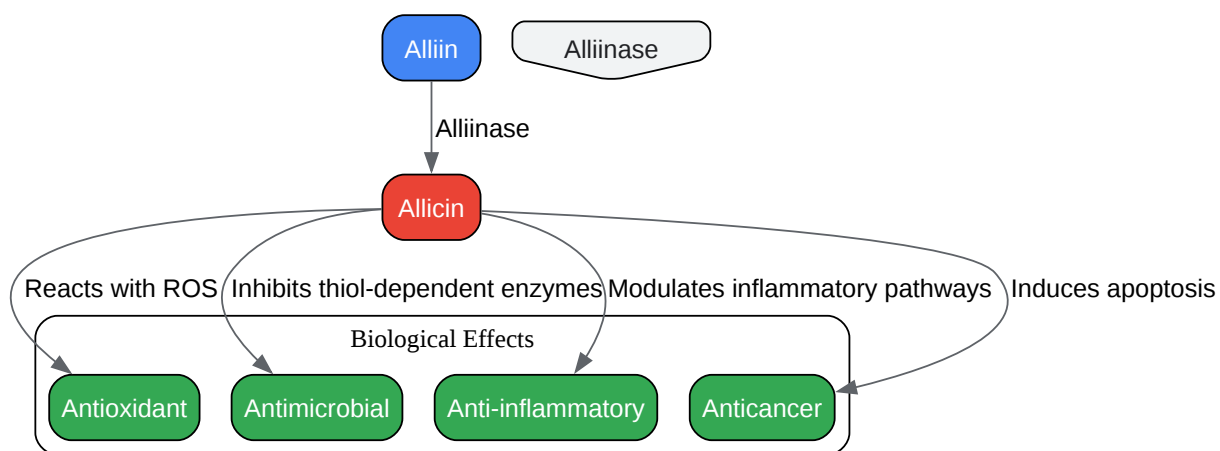 Alliin
Alliinase
Alliinase
Allicin
Reacts with ROS
Inhibits thiol-dependent enzymes
Modulates inflammatory pathways
Induces apoptosis
Biological Effects
Antioxidant
Antimicrobial
Anti-inflammatory
Anticancer